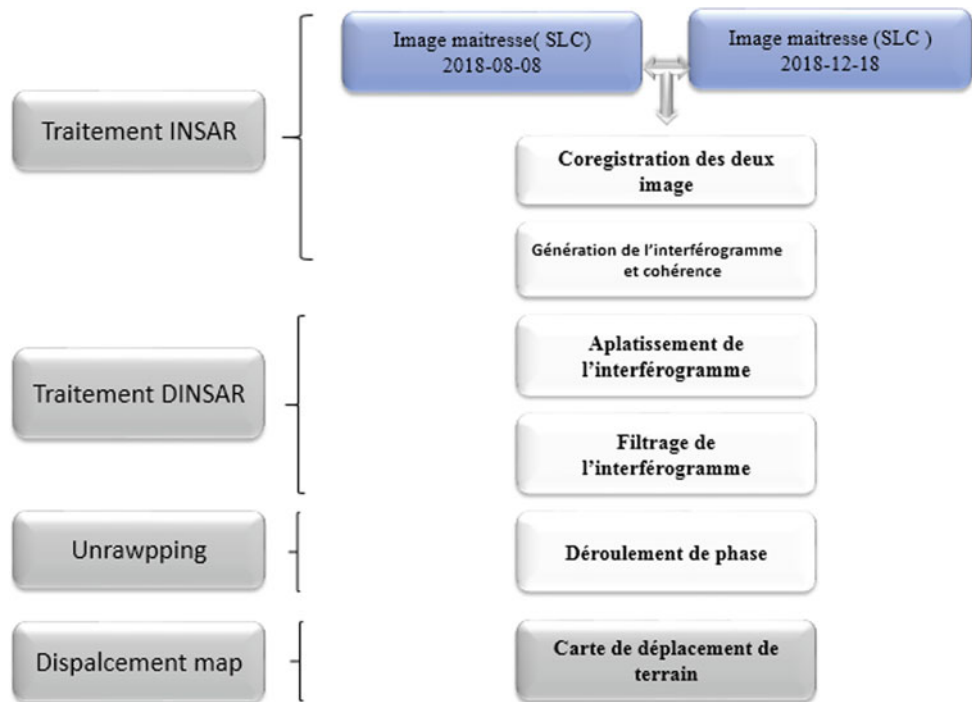 Image maitresse( SLC)
2018-08-08
Image maitresse (SLC )
2018-12-18
Traitement INSAR
Coregistration des deux
image
Génération de l'interférogramme
et cohérence
Traitement DINSAR
Aplatissement de
l'interférogramme
Filtrage de
l'interférogramme
Unrawpping
Déroulement de phase
Dispalcement map
Carte de déplacement de
terrain